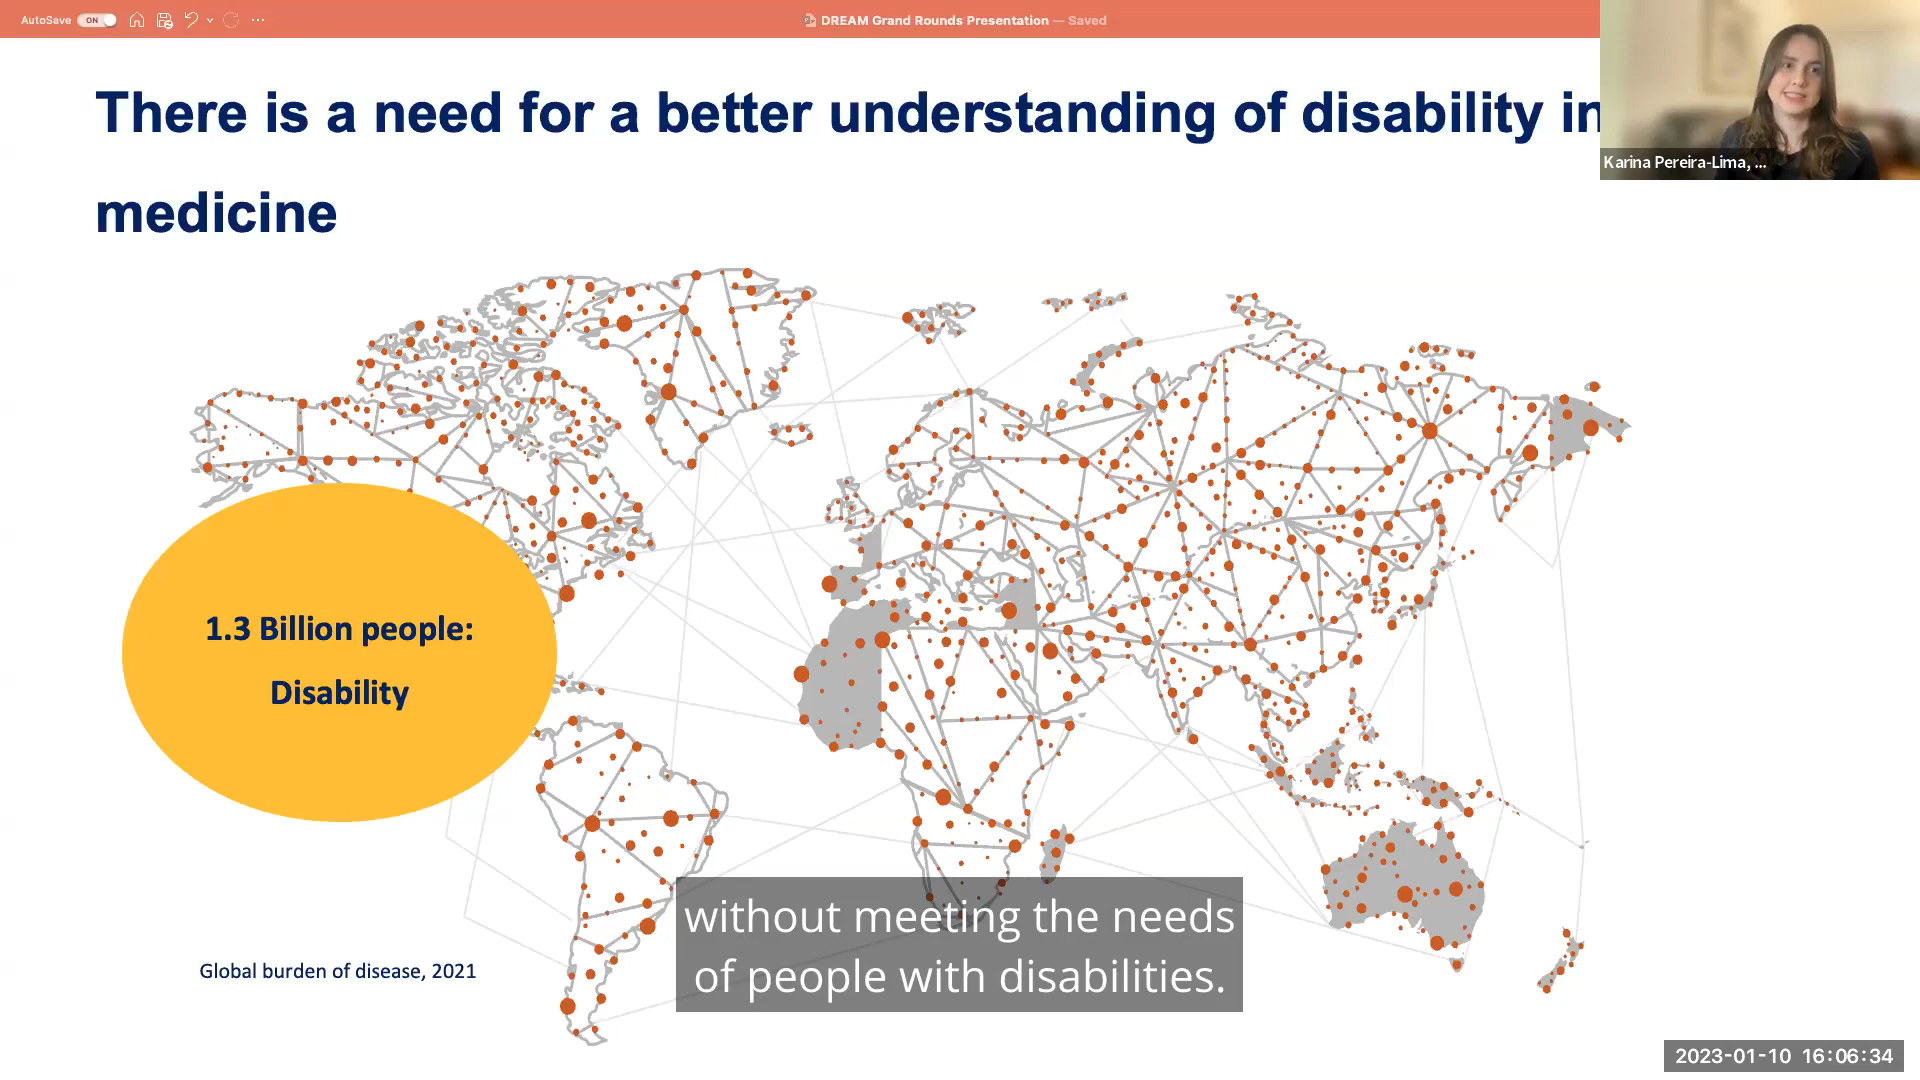 AutoSave ON
DREAM Grand Rounds Presentation — Saved
There is a need for a better understanding of disability in
medicine
Karina Pereira-Lima, ...
1.3 Billion people:
Disability
without meeting the needs
of people with disabilities.
Global burden of disease, 2021
2023-01-10 16:06:34